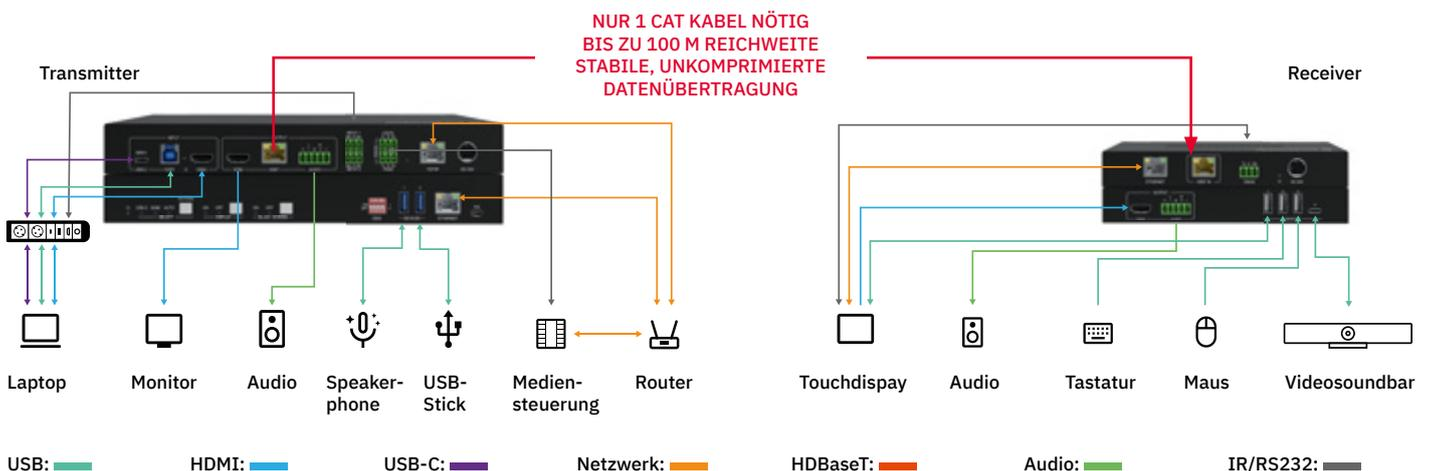 NUR 1 CAT KABEL NÖTIG
BIS ZU 100 M REICHWEITE
STABILE, UNKOMPRIMIERTE
DATENÜBERTRAGUNG
Transmitter
Receiver
Laptop
Monitor
Audio
Speaker-
phone
USB-
Stick
Medien-
steuerung
Router
Touchdispay
Audio
Tastatur
Maus
Videosoundbar
USB:
HDMI:
USB-C:
Netzwerk:
HDBaseT:
Audio:
IR/RS232: